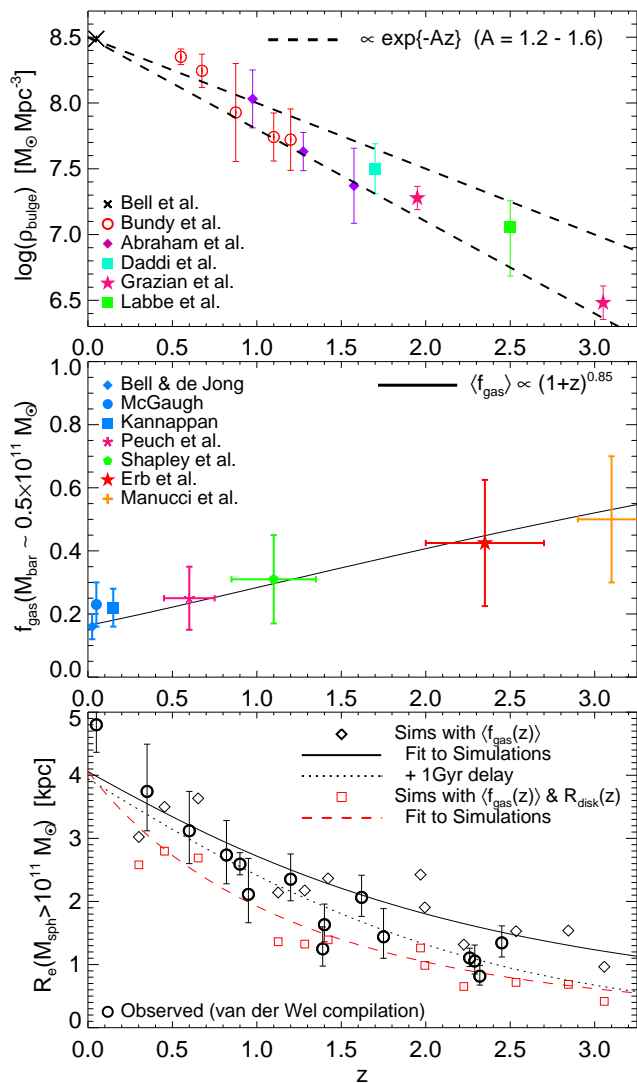 8.5
8.0
7.5
7.0
6.5
log(ρbulge) [M⊙ Mpc-3]
∝ exp{-Az} (A = 1.2 - 1.6)
Bell et al.
Bundy et al.
Abraham et al.
Daddi et al.
Grazian et al.
Labbe et al.
0.0 0.5 1.0 1.5 2.0 2.5 3.0
1.0
0.8
0.6
0.4
0.2
0.0
fgas(Mbar ~ 0.5×10^11 M⊙)
Bell & de Jong
McGaugh
Kannappan
Peuch et al.
Shapley et al.
Erb et al.
Manucci et al.
⟨fgas⟩ ∝ (1+z)^0.85
0.0 0.5 1.0 1.5 2.0 2.5 3.0
5
4
3
2
1
0
Re(Msph>10^11 M⊙) [kpc]
Sims with ⟨fgas(z)⟩
Fit to Simulations
+ 1Gyr delay
Sims with ⟨fgas(z)⟩ & Rdisk(z)
Fit to Simulations
Observed (van der Wel compilation)
0.0 0.5 1.0 1.5 2.0 2.5 3.0
z